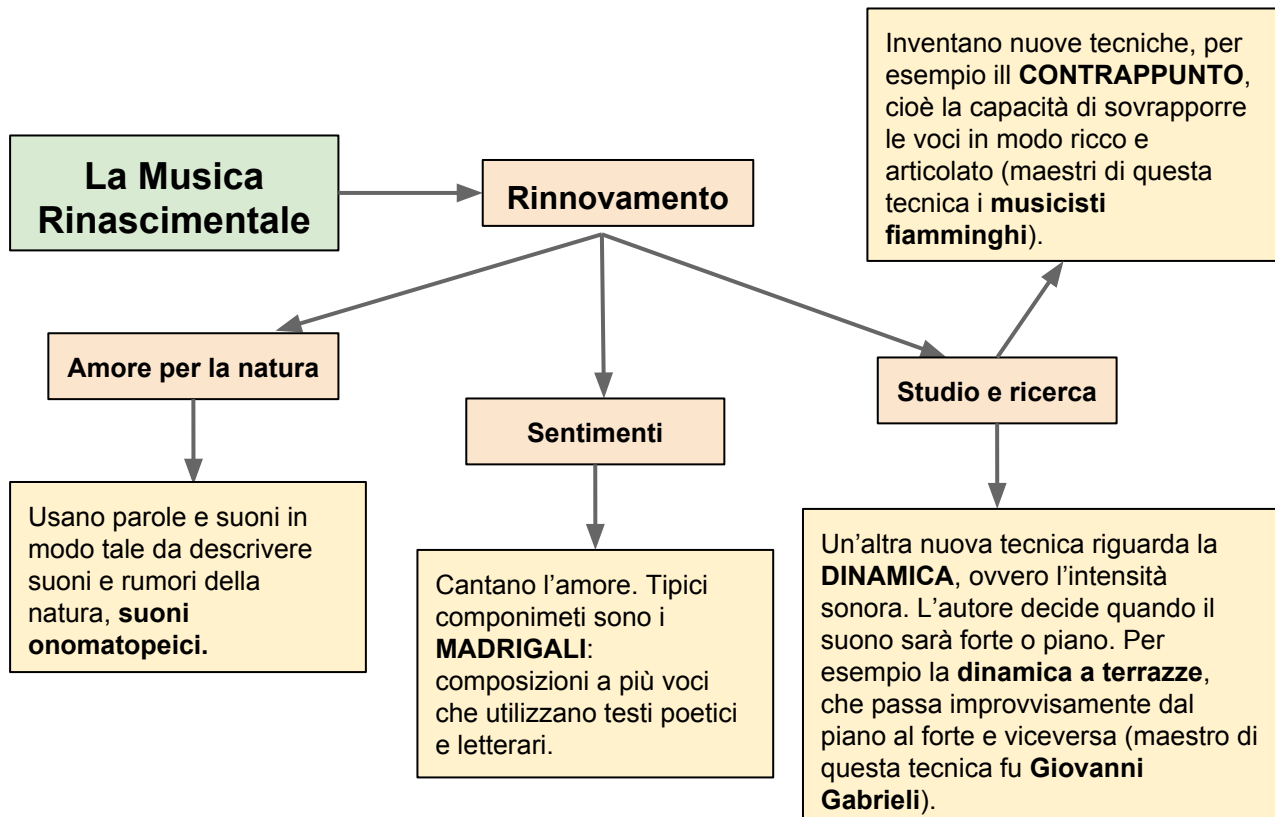 La Musica
Rinascimentale
Rinnovamento
Inventano nuove tecniche, per
esempio ill CONTRAPPUNTO,
cioè la capacità di sovrapporre
le voci in modo ricco e
articolato (maestri di questa
tecnica i musicisti
fiamminghi).
Amore per la natura
Sentimenti
Studio e ricerca
Usano parole e suoni in
modo tale da descrivere
suoni e rumori della
natura, suoni
onomatopeici.
Cantano l’amore. Tipici
componimeti sono i
MADRIGALI:
composizioni a più voci
che utilizzano testi poetici
e letterari.
Un’altra nuova tecnica riguarda la
DINAMICA, ovvero l’intensità
sonora. L’autore decide quando il
suono sarà forte o piano. Per
esempio la dinamica a terrazze,
che passa improvvisamente dal
piano al forte e viceversa (maestro di
questa tecnica fu Giovanni
Gabrieli).